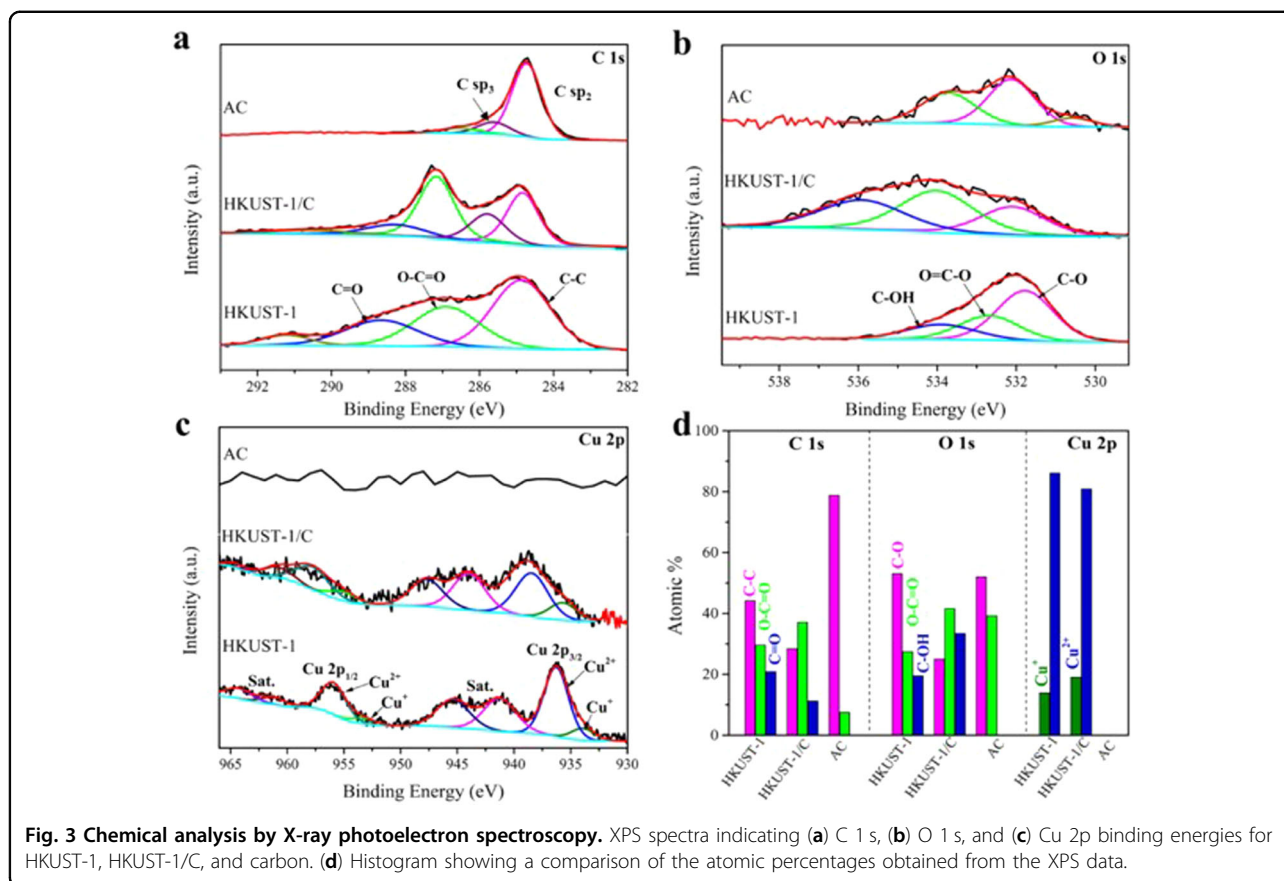 a
C 1s
AC
C sp3
C sp2
HKUST-1/C
HKUST-1
C=O
O-C=O
C-C
Intensity (a.u.)
292 290 288 286 284 282
Binding Energy (eV)
b
O 1s
AC
HKUST-1/C
HKUST-1
C-OH
O=C-O
C-O
Intensity (a.u.)
538 536 534 532 530
Binding Energy (eV)
c
Cu 2p
AC
HKUST-1/C
HKUST-1
Sat.
Cu 2p1/2
Cu2+
Cu+
Sat.
Cu 2p3/2
Cu2+
Cu+
Intensity (a.u.)
965 960 955 950 945 940 935 930
Binding Energy (eV)
d
C 1s
O 1s
Cu 2p
Atomic %
100
80
60
40
20
0
C-C
O-C=O
C=O
C-O
O-C=O
C-OH
Cu+
Cu2+
HKUST-1
HKUST-1/C
AC
HKUST-1
HKUST-1/C
AC
HKUST-1
HKUST-1/C
AC
Fig. 3 Chemical analysis by X-ray photoelectron spectroscopy. XPS spectra indicating (a) C 1 s, (b) O 1 s, and (c) Cu 2p binding energies for
HKUST-1, HKUST-1/C, and carbon. (d) Histogram showing a comparison of the atomic percentages obtained from the XPS data.